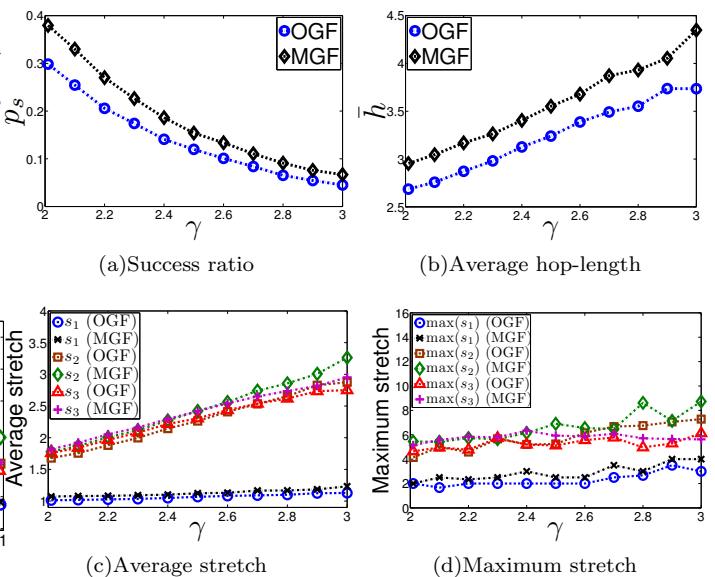 0.4
0.3
0.2
0.1
0
p_s
OGF
MGF
2 2.2 2.4 2.6 2.8 3
γ
(a)Success ratio
4.5
4
3.5
3
2.5
h̄
OGF
MGF
2 2.2 2.4 2.6 2.8 3
γ
(b)Average hop-length
1
4
3.5
3
2.5
2
1.5
1
Average stretch
s_1 (OGF)
s_1 (MGF)
s_2 (OGF)
s_2 (MGF)
s_3 (OGF)
s_3 (MGF)
2 2.2 2.4 2.6 2.8 3
γ
(c)Average stretch
16
14
12
10
8
6
4
2
0
Maximum stretch
max(s_1) (OGF)
max(s_1) (MGF)
max(s_2) (OGF)
max(s_2) (MGF)
max(s_3) (OGF)
max(s_3) (MGF)
2 2.2 2.4 2.6 2.8 3
γ
(d)Maximum stretch